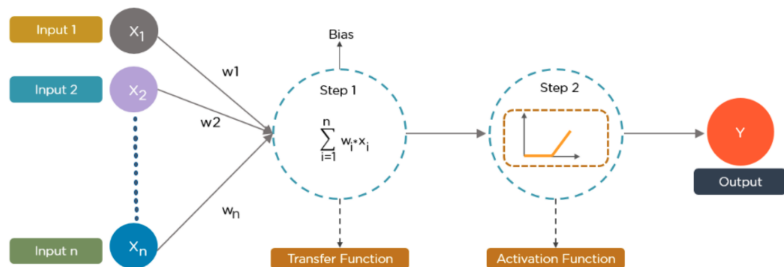 Input 1
X1
w1
Bias
Input 2
X2
w2
Step 1
n
∑ wi*xi
i=1
Step 2
Y
Output
wn
Input n
Xn
Transfer Function
Activation Function